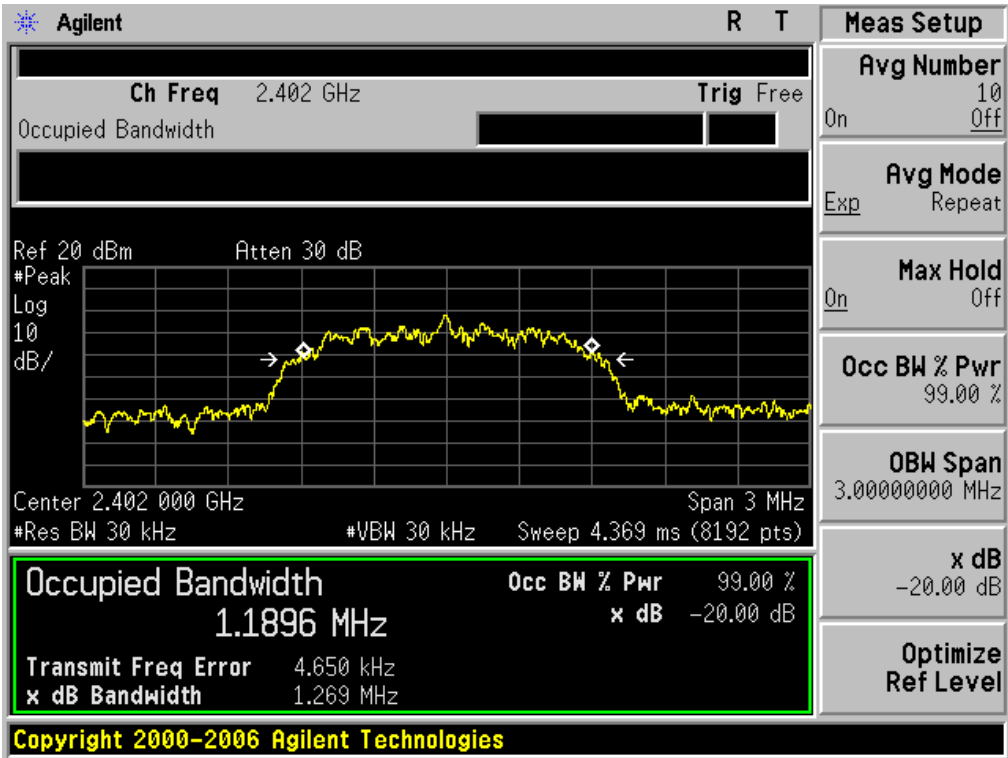 Agilent R T
Meas Setup
Ch Freq 2.402 GHz Trig Free
Occupied Bandwidth
Ref 20 dBm Atten 30 dB
#Peak
Log
10
dB/
Center 2.402 000 GHz Span 3 MHz
#Res BW 30 kHz #VBW 30 kHz Sweep 4.369 ms (8192 pts)
Occupied Bandwidth Occ BW % Pwr 99.00 %
1.1896 MHz x dB -20.00 dB
Transmit Freq Error 4.650 kHz
x dB Bandwidth 1.269 MHz
Copyright 2000-2006 Agilent Technologies
Avg Number
10
On Off
Avg Mode
Exp Repeat
Max Hold
On Off
Occ BW % Pwr
99.00 %
OBW Span
3.00000000 MHz
x dB
-20.00 dB
Optimize
Ref Level